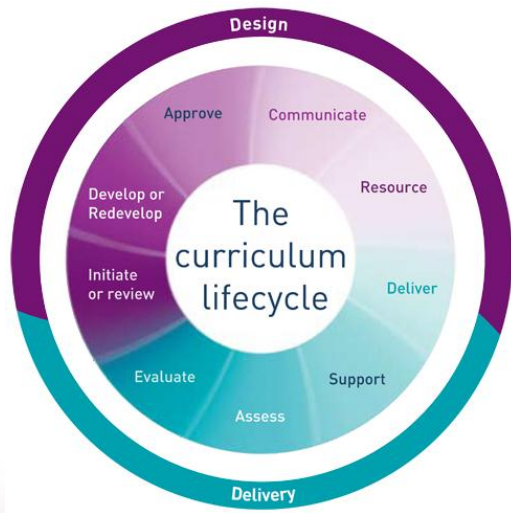 Design
Approve
Communicate
Develop or
Redevelop
Resource
The
curriculum
lifecycle
Initiate
or review
Deliver
Evaluate
Support
Assess
Delivery